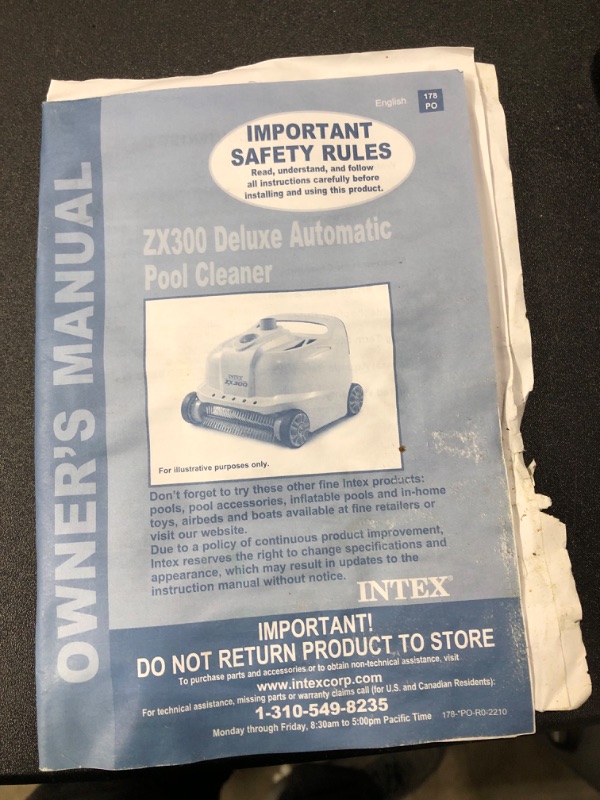 English
178
PO
IMPORTANT
SAFETY RULES
Read, understand, and follow
all instructions carefully before
installing and using this product.
OWNER'S MANUAL
ZX300 Deluxe Automatic
Pool Cleaner
INTEX
ZX300
For illustrative purposes only.
Don't forget to try these other fine Intex products:
pools, pool accessories, inflatable pools and in-home
toys, airbeds and boats available at fine retailers or
visit our website.
Due to a policy of continuous product improvement,
Intex reserves the right to change specifications and
appearance, which may result in updates to the
instruction manual without notice.
INTEX®
IMPORTANT!
DO NOT RETURN PRODUCT TO STORE
To purchase parts and accessories or to obtain non-technical assistance, visit
www.intexcorp.com
For technical assistance, missing parts or warranty claims call (for U.S. and Canadian Residents):
1-310-549-8235
Monday through Friday, 8:30am to 5:00pm Pacific Time
178-*PO-R0-2210